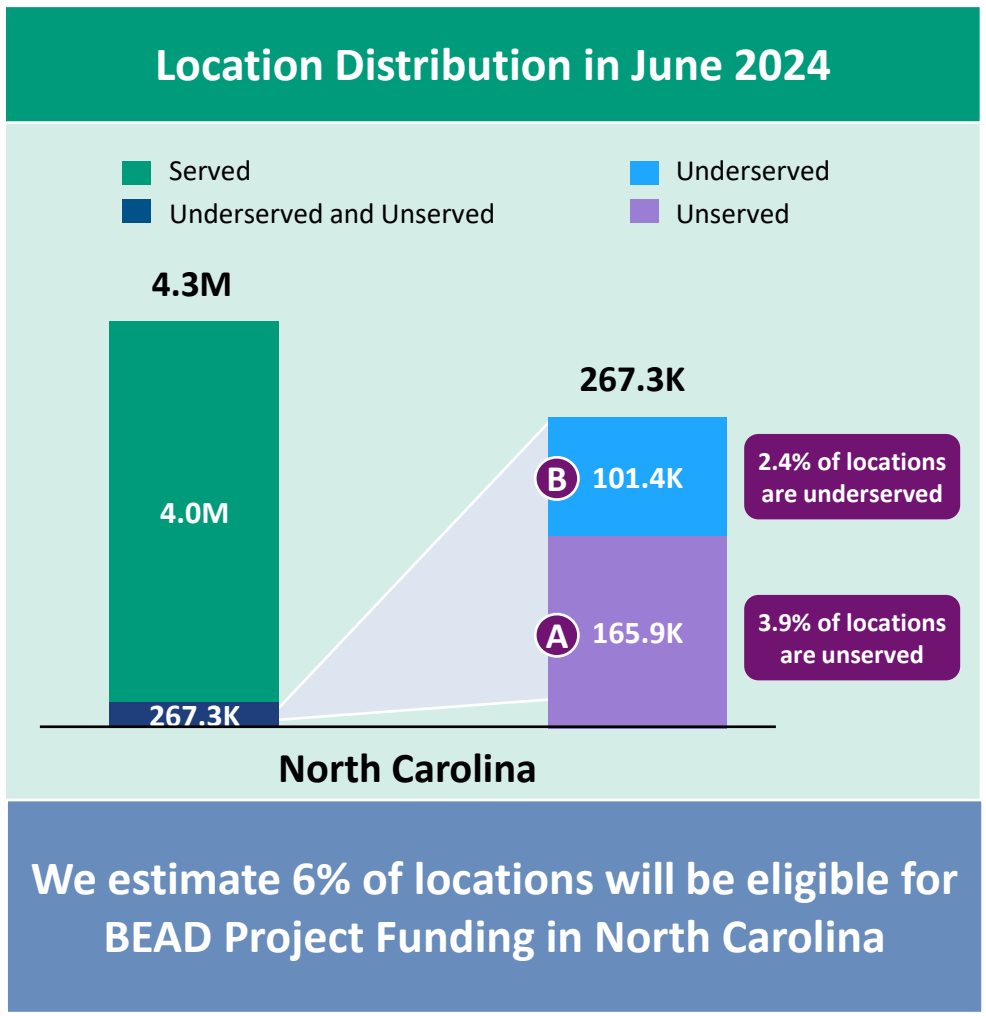 Location Distribution in June 2024
Served
Underserved
Underserved and Unserved
Unserved
4.3M
4.0M
267.3K
267.3K
B
101.4K
2.4% of locations
are underserved
A
165.9K
3.9% of locations
are unserved
North Carolina
We estimate 6% of locations will be eligible for
BEAD Project Funding in North Carolina